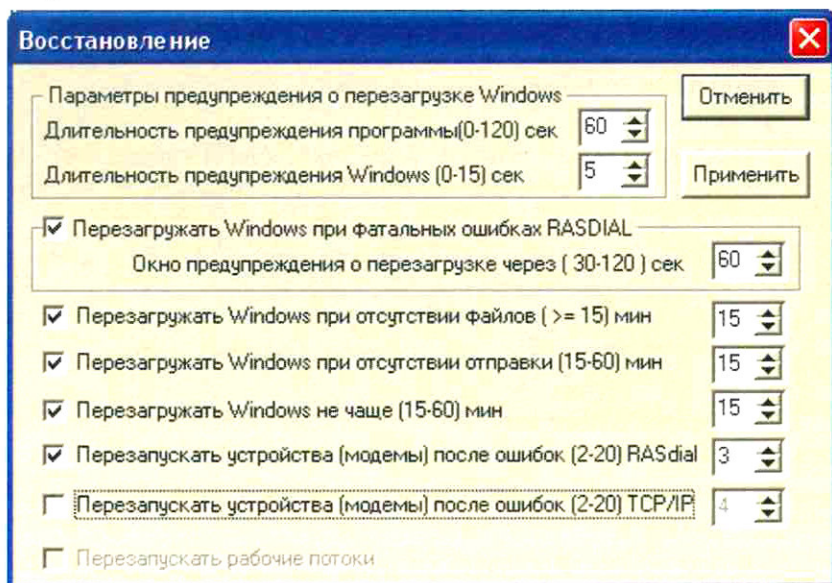 Восстановление
Параметры предупреждения о перезагрузке Windows
Отменить
Длительность предупреждения программы(0-120) сек 60
Длительность предупреждения Windows (0-15) сек 5
Применить
Перезагружать Windows при фатальных ошибках RASDIAL
Окно предупреждения о перезагрузке через ( 30-120 ) сек 60
Перезагружать Windows при отсутствии файлов ( >= 15) мин 15
Перезагружать Windows при отсутствии отправки (15-60) мин 15
Перезагружать Windows не чаще (15-60) мин 15
Перезапускать устройства (модемы) после ошибок (2-20) RASdial 3
Перезапускать устройства (модемы) после ошибок (2-20) TCP/IP 4
Перезапускать рабочие потоки